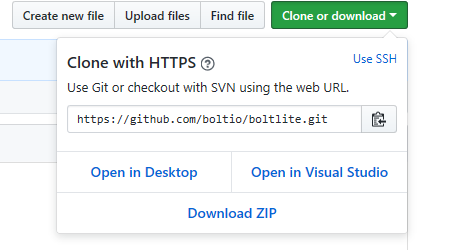 Create new file Upload files Find file Clone or download
Clone with HTTPS ? Use SSH
Use Git or checkout with SVN using the web URL.
https://github.com/boltio/boltlite.git
Open in Desktop Open in Visual Studio
Download ZIP